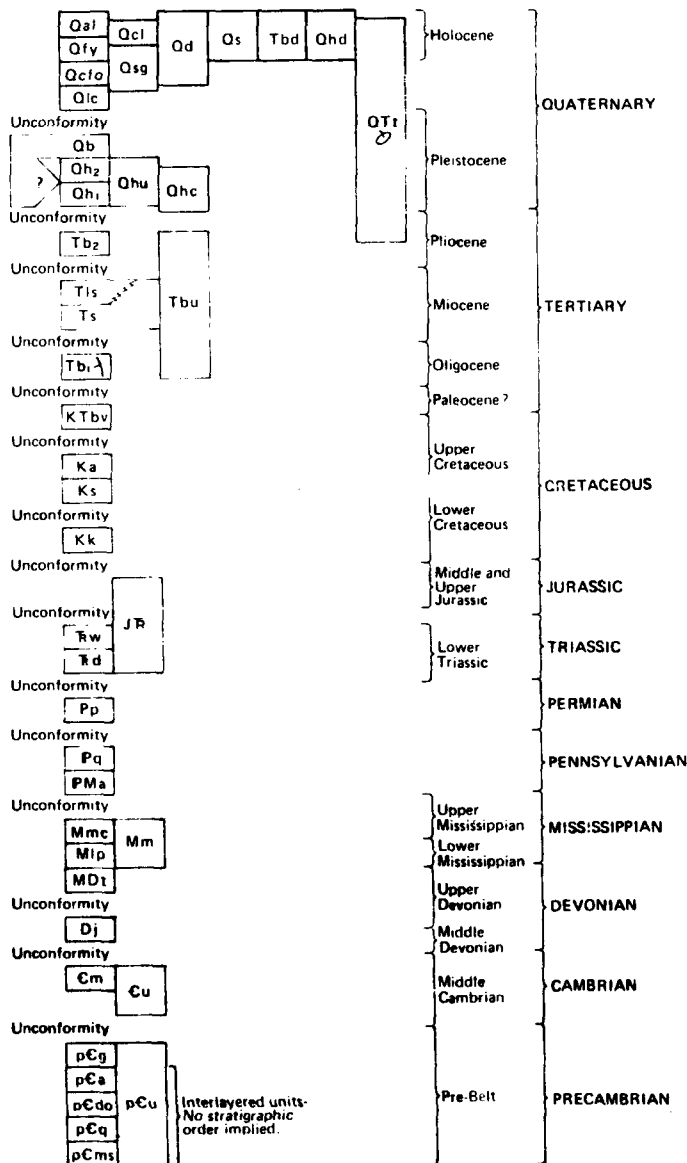 Qal Qcl Qd Qs Tbd Qhd Holocene
Qfy
Qcfo Qsg
Qlc
QUATERNARY
QTt
Unconformity
Qb
Pleistocene
Qh2
? Qhu Qhc
Qh1
Unconformity
Tb2 Pliocene
Unconformity
Tls Tbu
Ts Miocene TERTIARY
Unconformity
Tb1 Oligocene
Unconformity Paleocene?
KTbv
Unconformity Upper
Cretaceous
Ka
Ks CRETACEOUS
Unconformity Lower
Cretaceous
Kk
Unconformity Middle and
Upper
Jurassic JURASSIC
Unconformity
JTR
TRw Lower
Triassic TRIASSIC
TRd
Unconformity
Pp PERMIAN
Unconformity
IPq PENNSYLVANIAN
IPMa
Unconformity Upper
Mississippian MISSISSIPPIAN
Mmc Mm
Mlp Lower
Mississippian
MDt Upper
Devonian DEVONIAN
Unconformity
Dj Middle
Devonian
Unconformity
Єm Єu Middle
Cambrian CAMBRIAN
Unconformity
pЄg
pЄa
pЄdo pЄu Interlayered units- Pre-Belt PRECAMBRIAN
No stratigraphic
order implied.
pЄq
pЄms